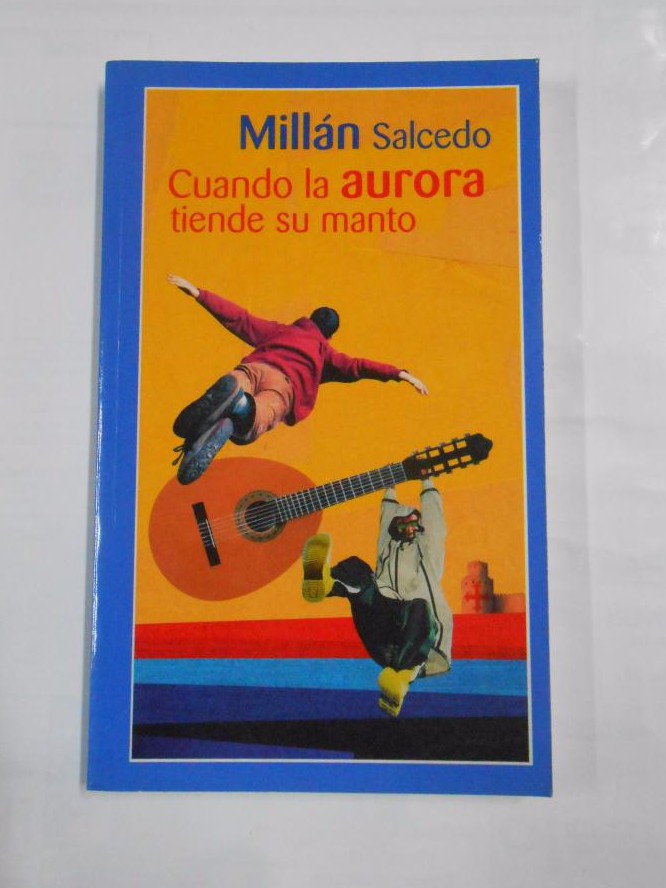 Millán Salcedo
Cuando la aurora
tiende su manto